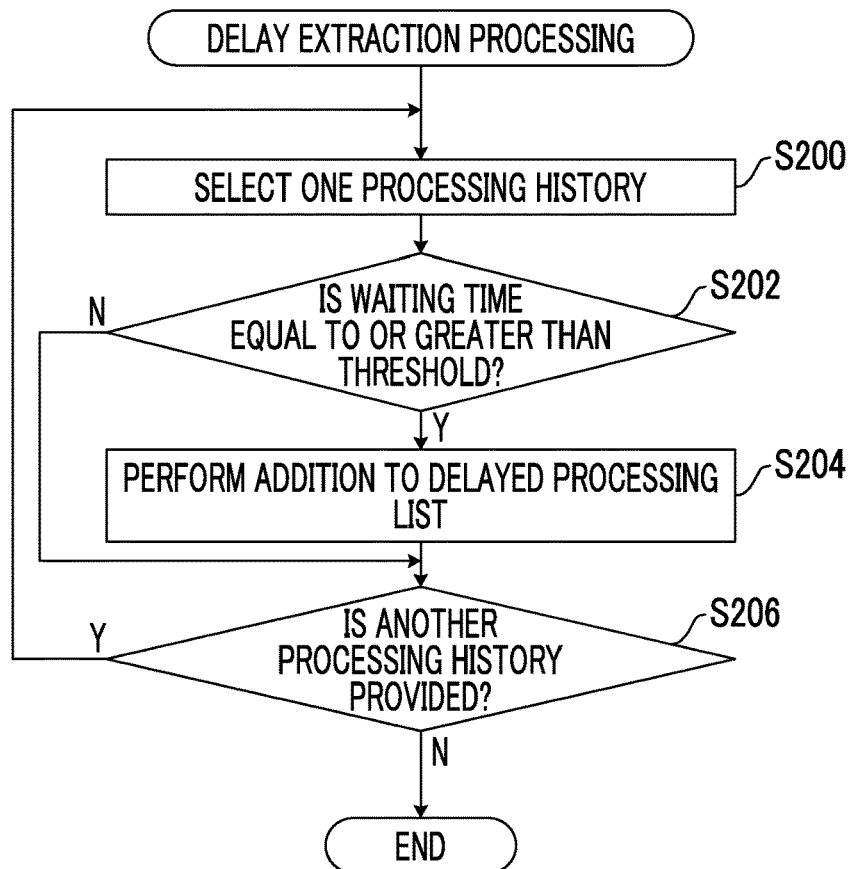 DELAY EXTRACTION PROCESSING
S200
SELECT ONE PROCESSING HISTORY
S202
IS WAITING TIME
N
EQUAL TO OR GREATER THAN
THRESHOLD?
Y
S204
PERFORM ADDITION TO DELAYED PROCESSING
LIST
S206
IS ANOTHER
Y
PROCESSING HISTORY
PROVIDED?
N
END